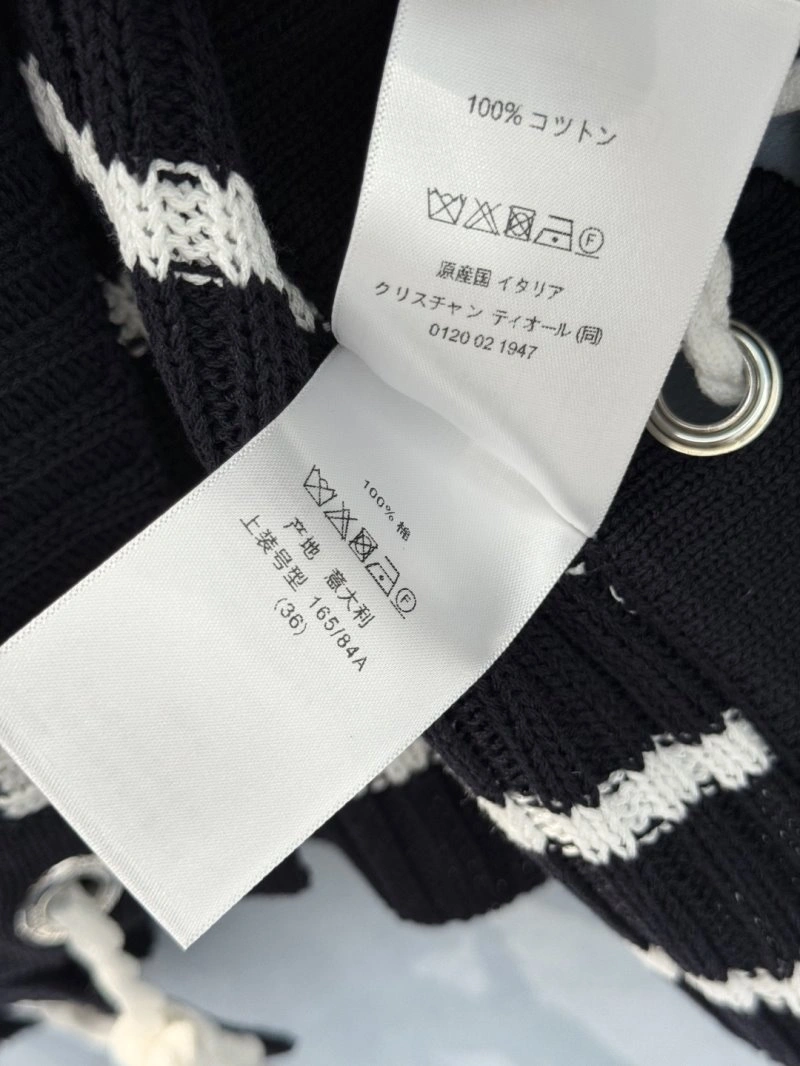 100% コットン
F
原産国 イタリア
クリスチャン ディオール (同)
0120 02 1947
100% 棉
F
产地 意大利
上装号型 165/84A
(36)